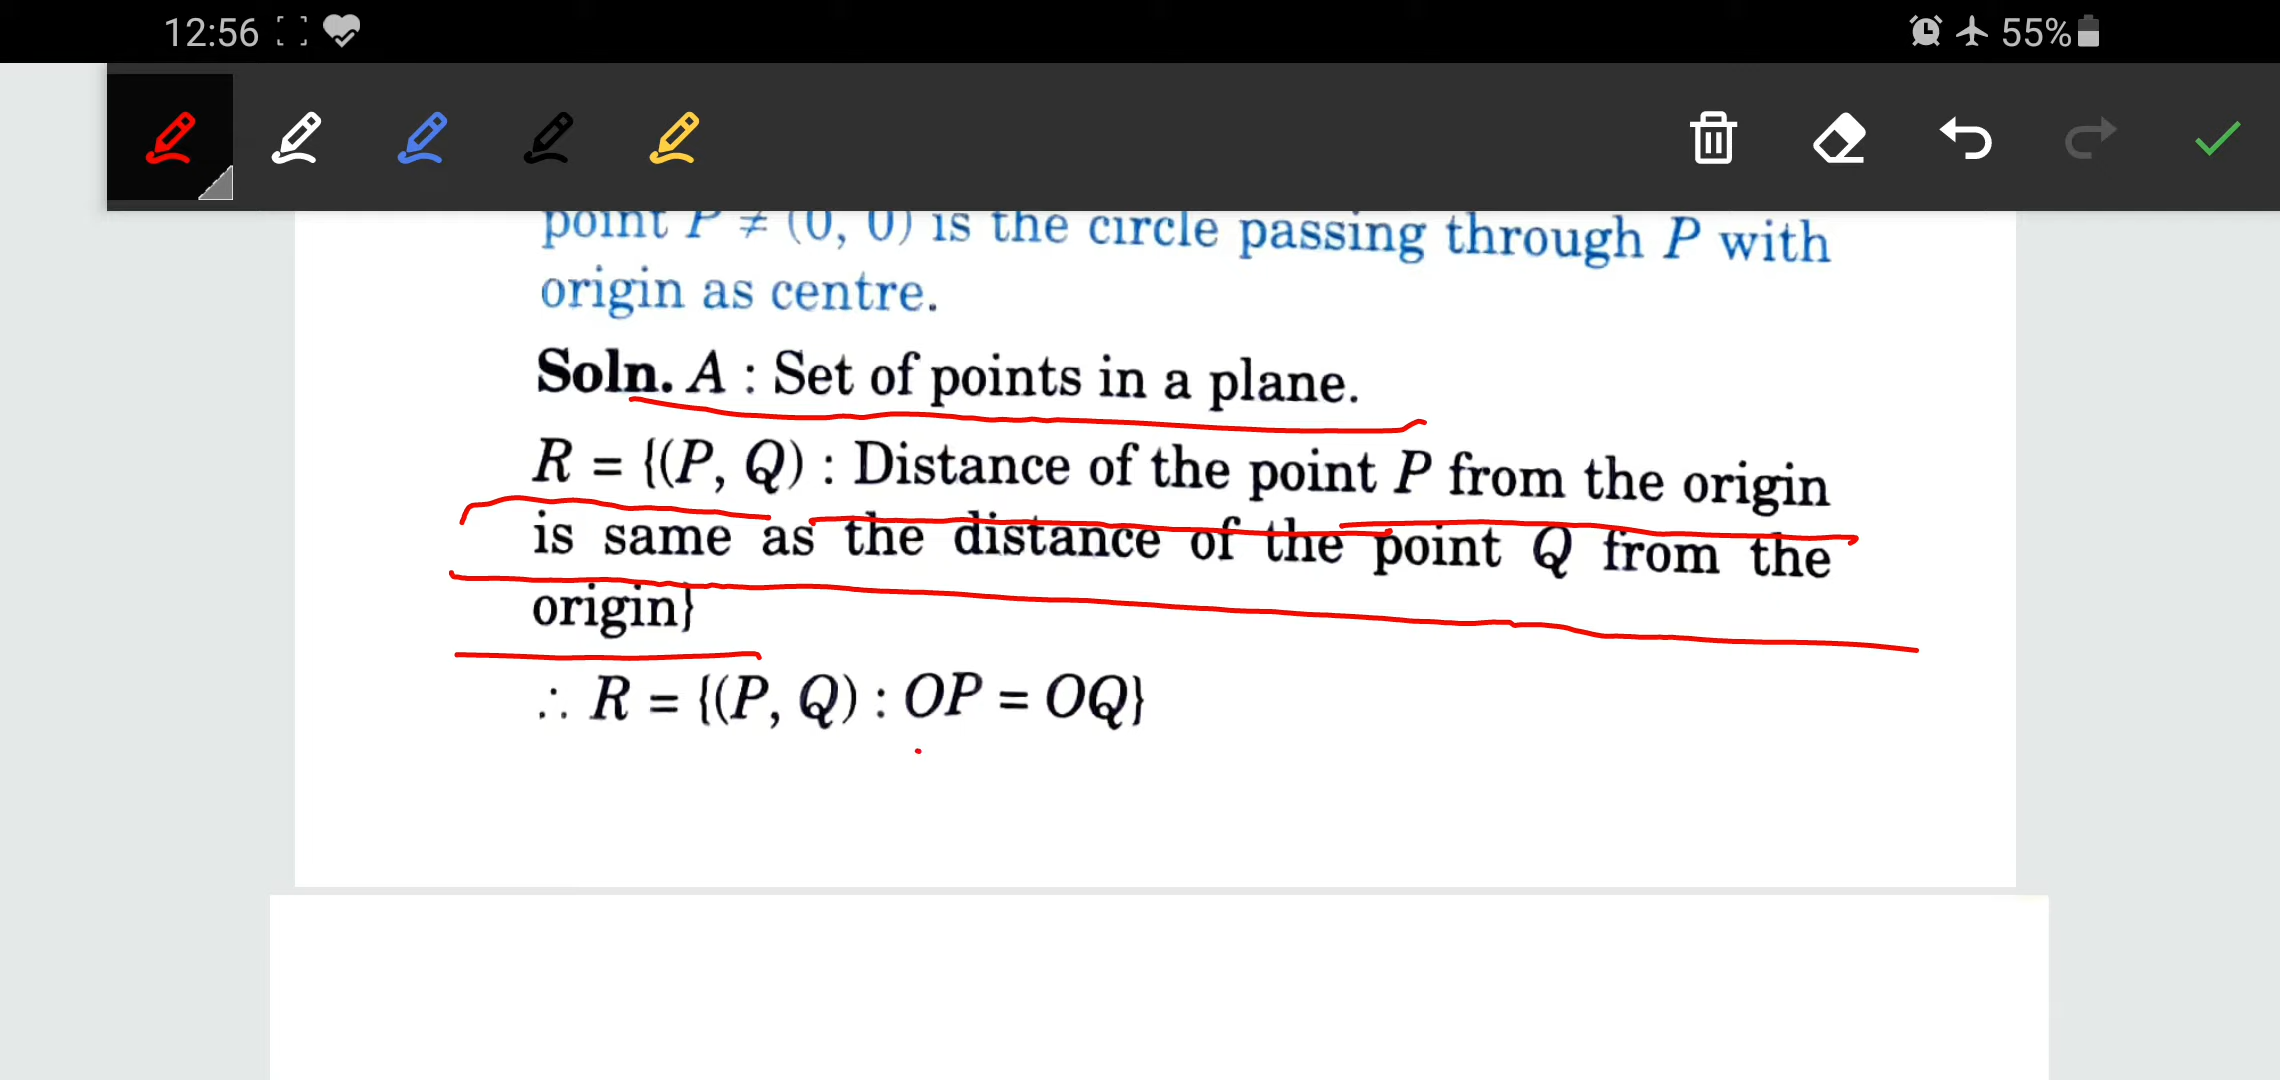 12:56
55%
point P ≠ (0, 0) is the circle passing through P with
origin as centre.
Soln. A : Set of points in a plane.
R = {(P, Q) : Distance of the point P from the origin
is same as the distance of the point Q from the
origin}
∴ R = {(P, Q) : OP = OQ}